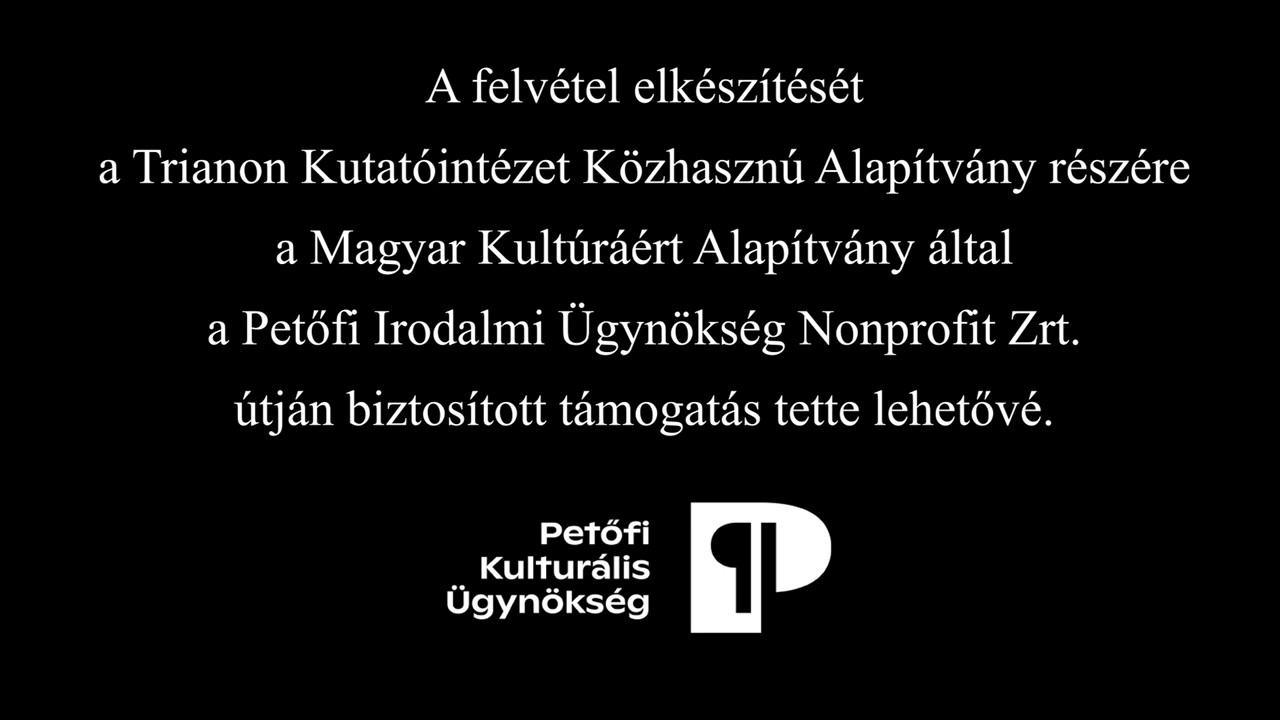 A felvétel elkészítését
a Trianon Kutatóintézet Közhasznú Alapítvány részére
a Magyar Kultúráért Alapítvány által
a Petőfi Irodalmi Ügynökség Nonprofit Zrt.
útján biztosított támogatás tette lehetővé.
Petőfi
Kulturális
Ügynökség